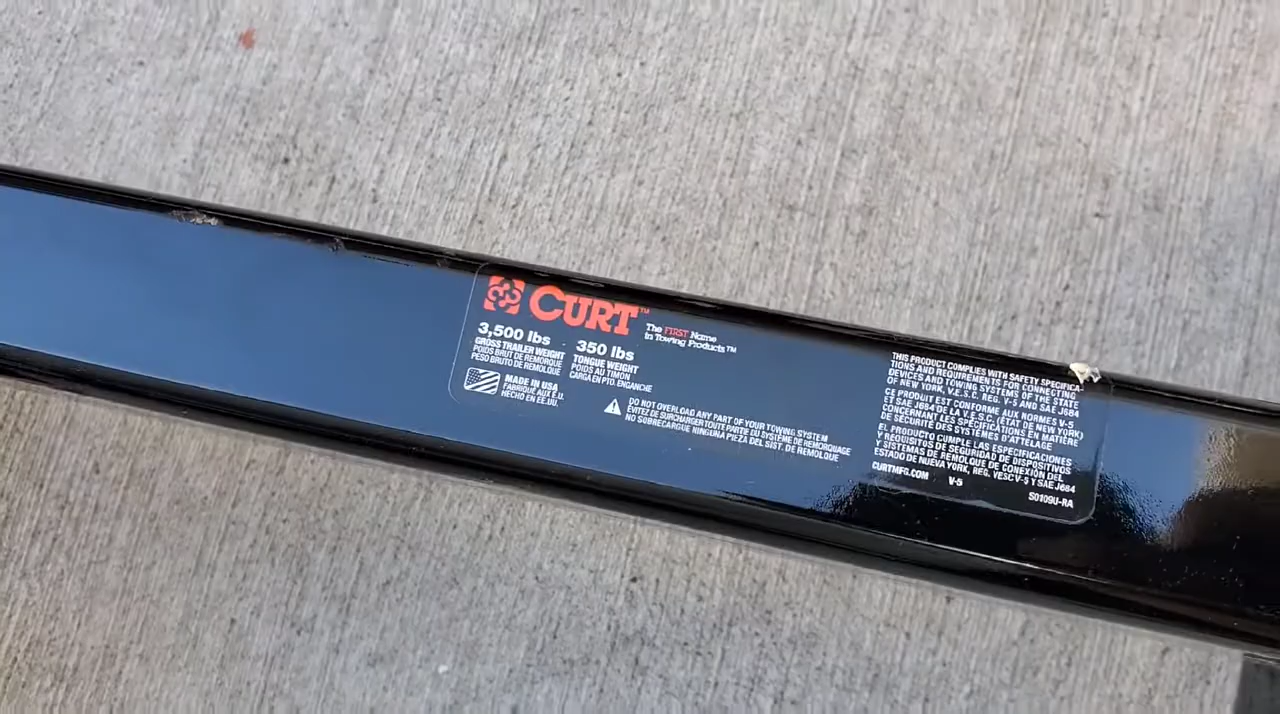 CURT™
The FIRST Name
in Towing Products™
3,500 lbs
GROSS TRAILER WEIGHT
POIDS BRUT DE REMORQUE
PESO BRUTO DE REMOLQUE
350 lbs
TONGUE WEIGHT
POIDS AU TIMON
CARGA EN PTO. ENGANCHE
MADE IN USA
FABRIQUÉ AUX É.U.
HECHO EN EE.UU.
DO NOT OVERLOAD ANY PART OF YOUR TOWING SYSTEM
ÉVITEZ DE SURCHARGER TOUTE PARTIE DU SYSTÈME DE REMORQUAGE
NO SOBRECARGUE NINGUNA PIEZA DEL SIST. DE REMOLQUE
THIS PRODUCT COMPLIES WITH SAFETY SPECIFICA-
TIONS AND REQUIREMENTS FOR CONNECTING
DEVICES AND TOWING SYSTEMS OF THE STATE
OF NEW YORK, V.E.S.C. REG. V-5 AND SAE J684
CE PRODUIT EST CONFORME AUX NORMES V-5
ET SAE J684 DE LA V.E.S.C. (ÉTAT DE NEW YORK)
CONCERNANT LES SPÉCIFICATIONS EN MATIÈRE
DE SÉCURITÉ DES SYSTÈMES D'ATTELAGE
EL PRODUCTO CUMPLE LAS ESPECIFICACIONES
Y REQUISITOS DE SEGURIDAD DE DISPOSITIVOS
Y SISTEMAS DE REMOLQUE DE CONEXIÓN DEL
ESTADO DE NUEVA YORK, REG. VESC V-5 Y SAE J684
CURTMFG.COM V-5 S0109U-RA